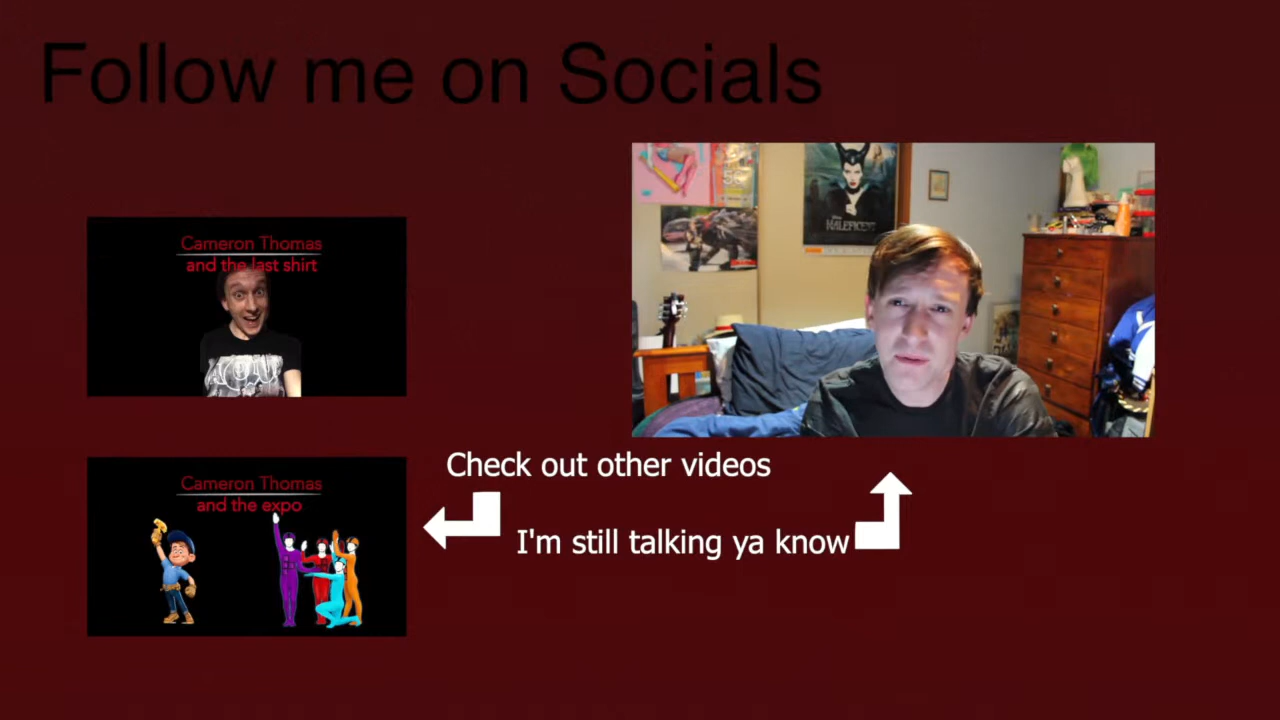 Follow me on Socials
MALEFICENT
Cameron Thomas
and the last shirt
Cameron Thomas
and the expo
Check out other videos
I'm still talking ya know